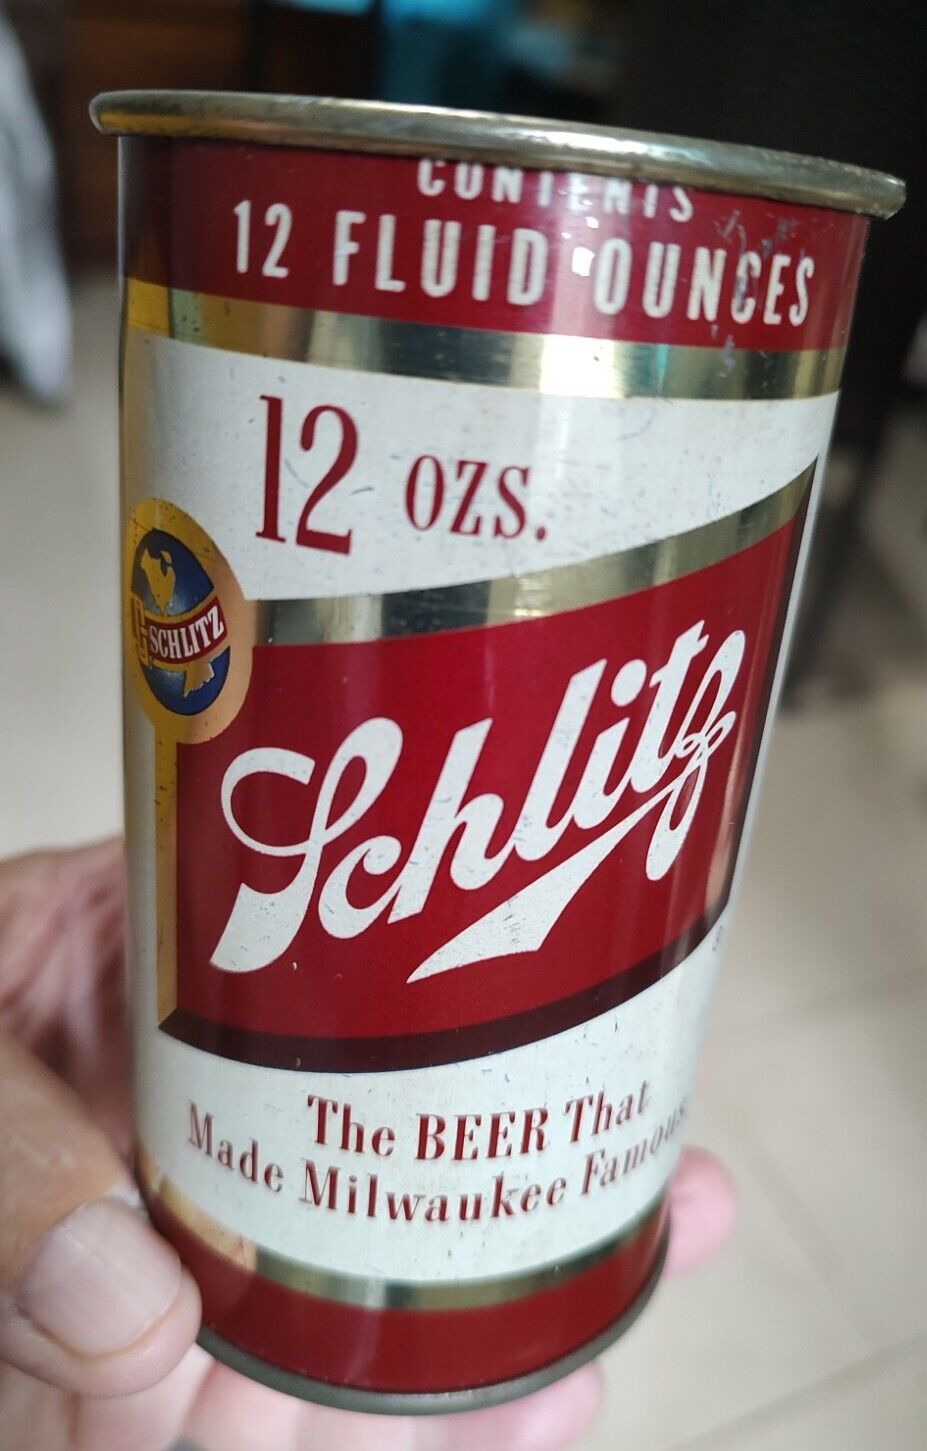 CONTENTS
12 FLUID OUNCES
12 OZS.
SCHLITZ
Schlitz
®
The BEER That
Made Milwaukee Famous